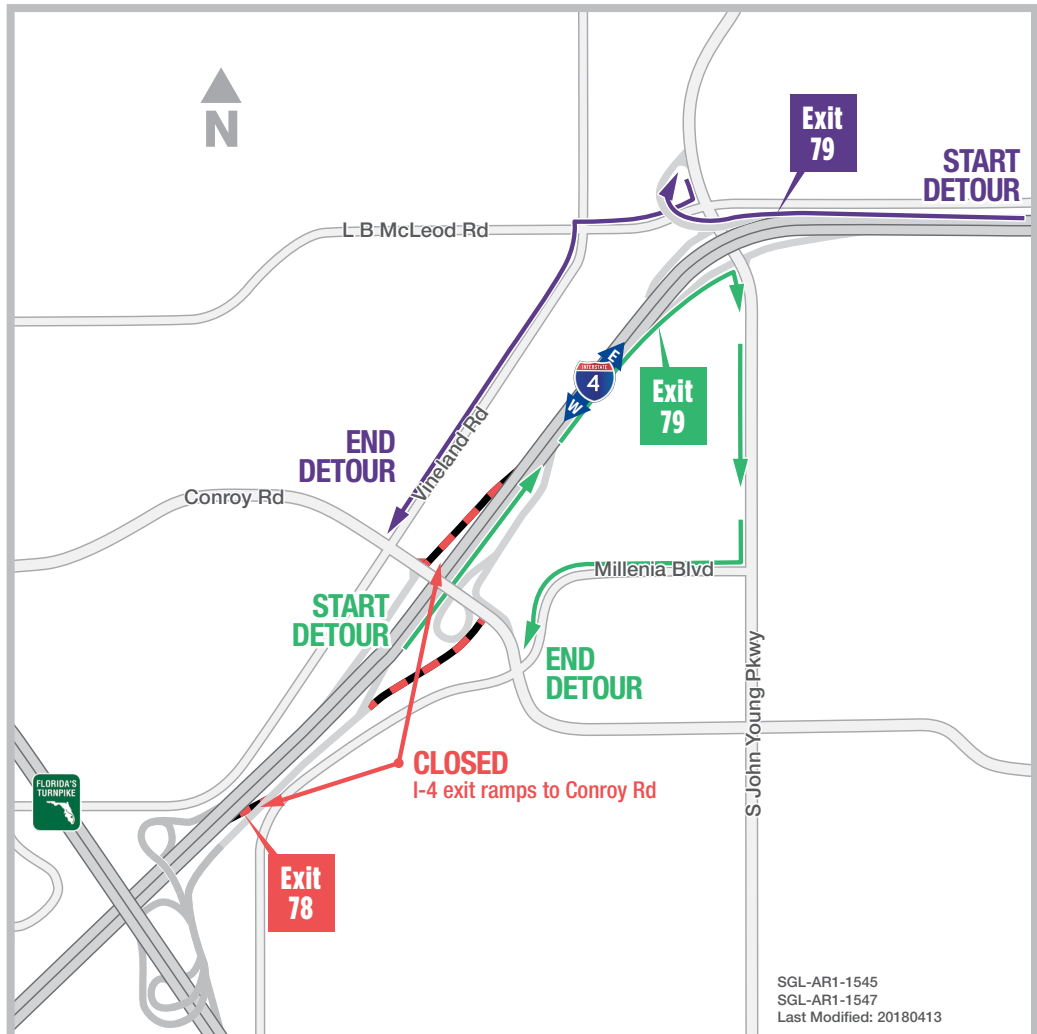 N
Exit
79
START
DETOUR
L B McLeod Rd
E
INTERSTATE
4
W
Exit
79
END
DETOUR
Vineland Rd
Conroy Rd
Millenia Blvd
START
DETOUR
END
DETOUR
S John Young Pkwy
CLOSED
I-4 exit ramps to Conroy Rd
FLORIDA'S
TURNPIKE
Exit
78
SGL-AR1-1545
SGL-AR1-1547
Last Modified: 20180413